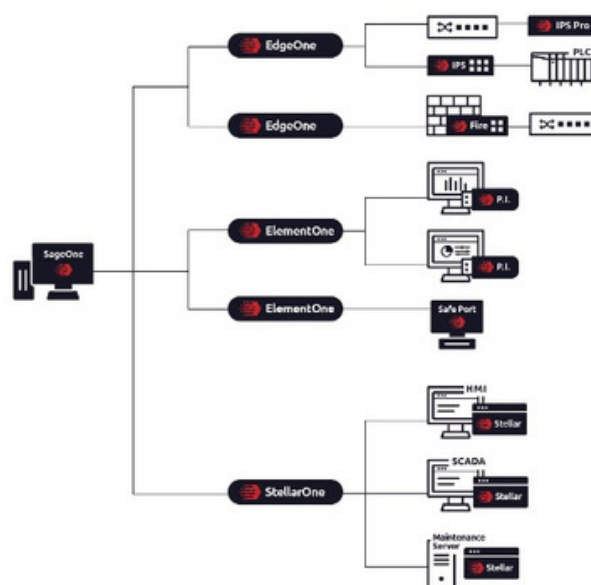 EdgeOne
IPS Pro
PLC
IPS
EdgeOne
Fire
P.I.
ElementOne
P.I.
SageOne
ElementOne
Safe Port
HMI
Stellar
SCADA
StellarOne
Stellar
Maintenance
Server
Stellar